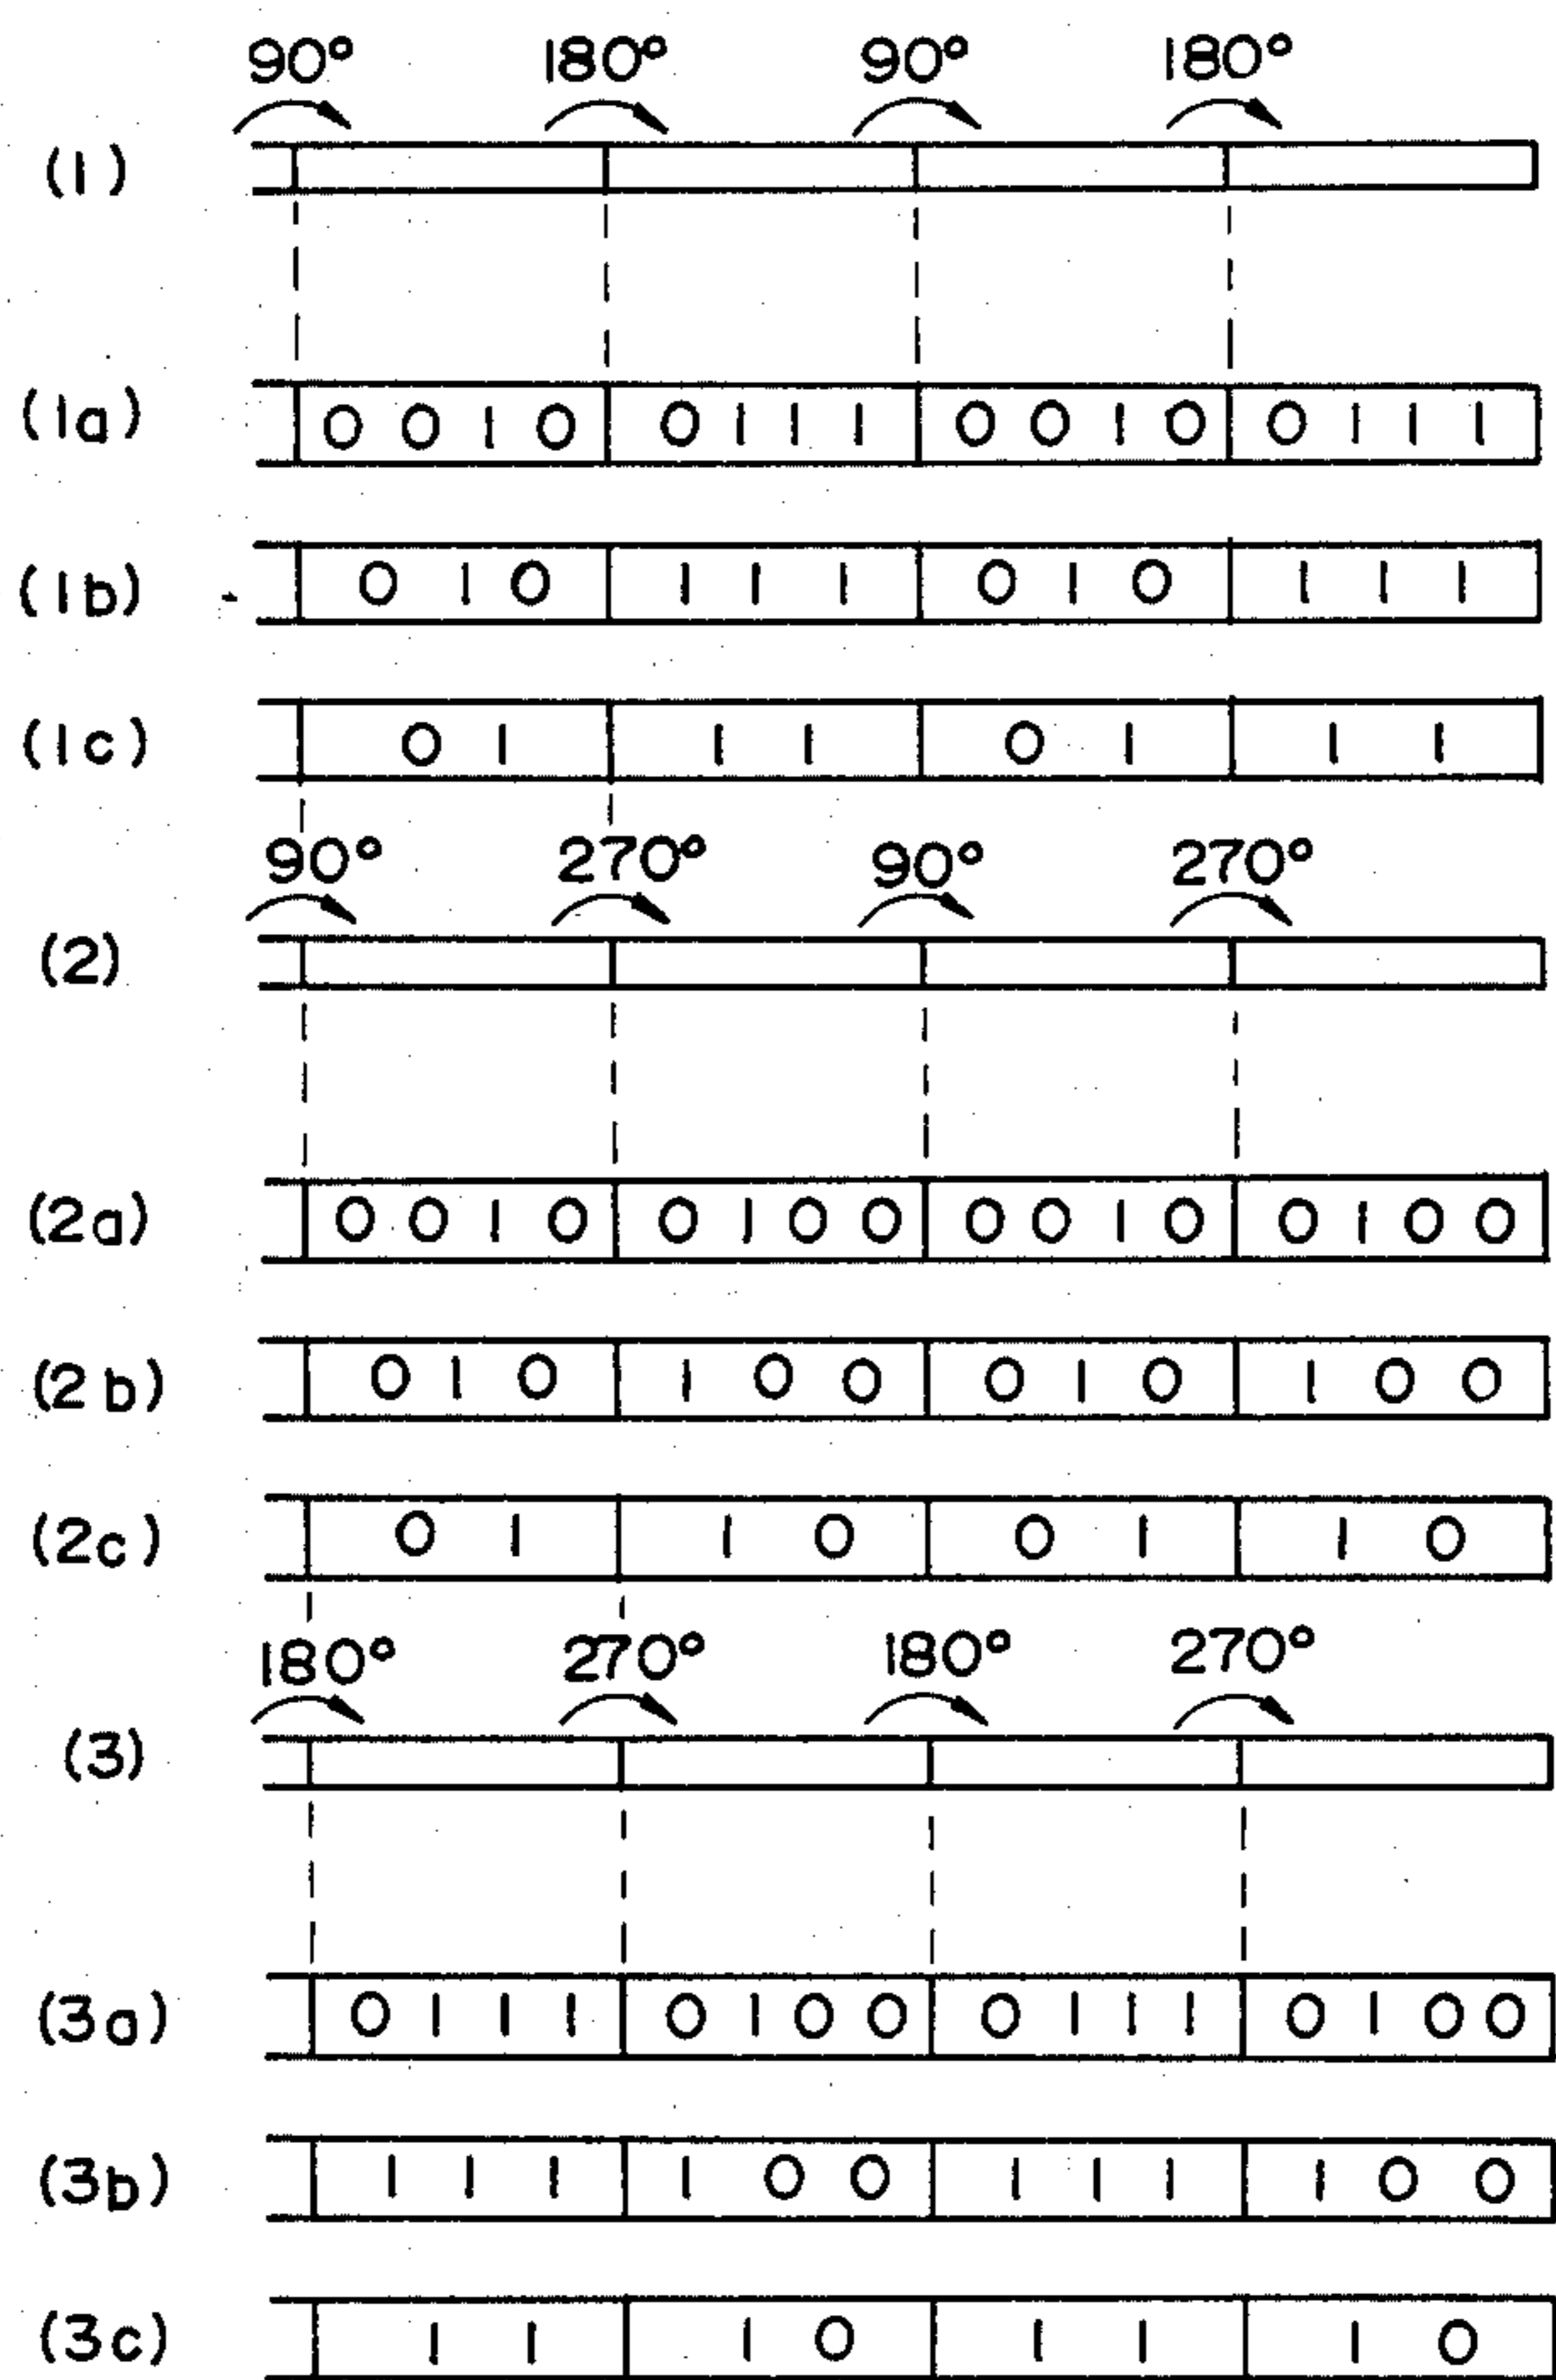 90° 180° 90° 180°
(1)
(1a) 0 0 1 0 0 1 1 1 0 0 1 0 0 1 1 1
(1b) 0 1 0 1 1 1 0 1 0 1 1 1
(1c) 0 1 1 1 0 1 1 1
90° 270° 90° 270°
(2)
(2a) 0 0 1 0 0 1 0 0 0 0 1 0 0 1 0 0
(2b) 0 1 0 1 0 0 0 1 0 1 0 0
(2c) 0 1 1 0 0 1 1 0
180° 270° 180° 270°
(3)
(3a) 0 1 1 1 0 1 0 0 0 1 1 1 0 1 0 0
(3b) 1 1 1 1 0 0 1 1 1 1 0 0
(3c) 1 1 1 0 1 1 1 0